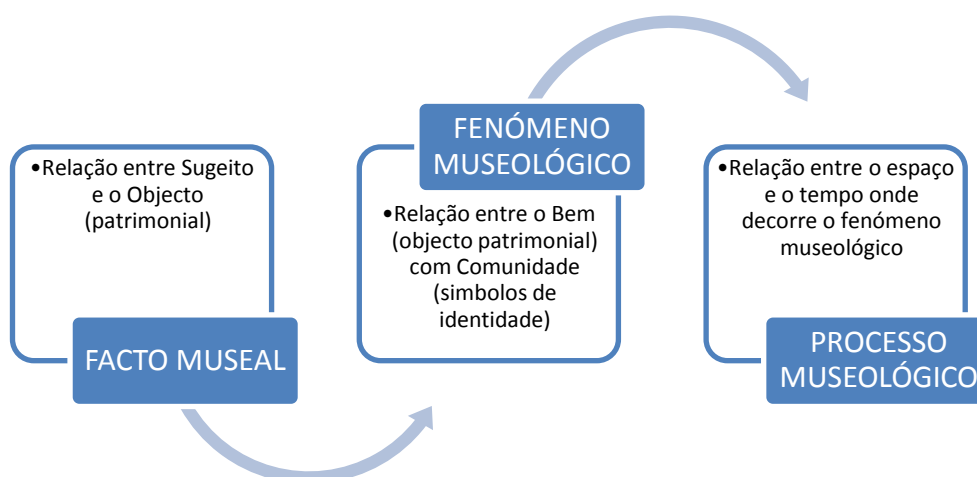 •Relação entre Sugeito
e o Objecto
(patrimonial)
FACTO MUSEAL
FENÓMENO
MUSEOLÓGICO
•Relação entre o Bem
(objecto patrimonial)
com Comunidade
(simbolos de
identidade)
•Relação entre o espaço
e o tempo onde
decorre o fenómeno
museológico
PROCESSO
MUSEOLÓGICO